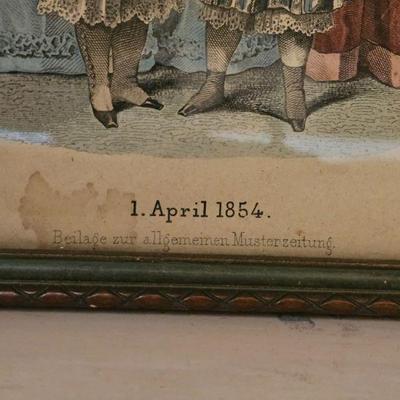 1. April 1854.
Beilage zur allgemeinen Musterzeitung.